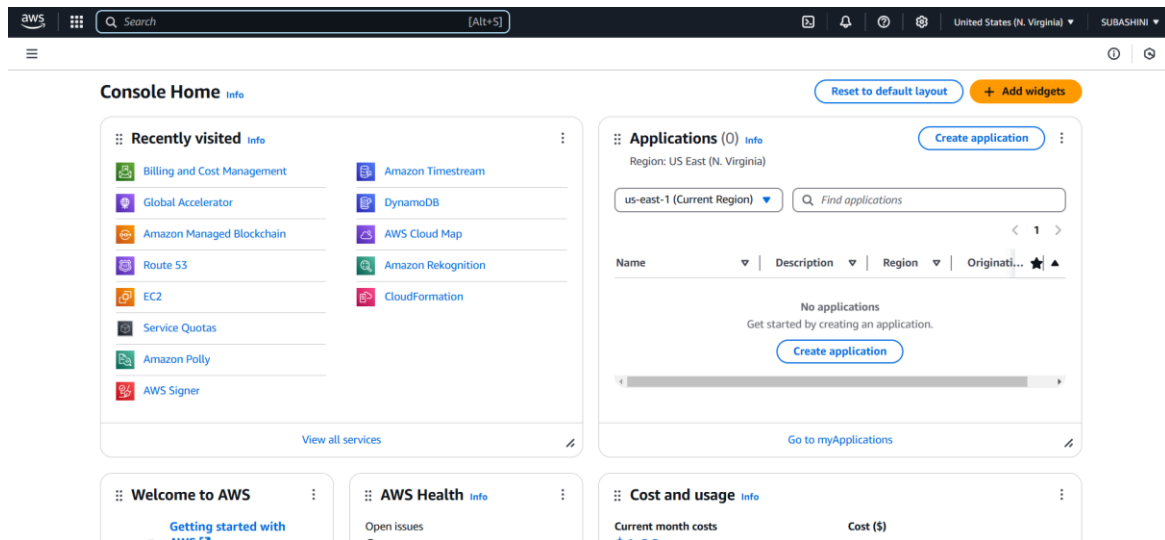 aws
Search [Alt+S]
United States (N. Virginia)
SUBASHINI
Console Home Info
Reset to default layout
+ Add widgets
Recently visited Info
Billing and Cost Management
Global Accelerator
Amazon Managed Blockchain
Route 53
EC2
Service Quotas
Amazon Polly
AWS Signer
Amazon Timestream
DynamoDB
AWS Cloud Map
Amazon Rekognition
CloudFormation
View all services
Applications (0) Info
Create application
Region: US East (N. Virginia)
us-east-1 (Current Region)
Find applications
1
Name Description Region Originati...
No applications
Get started by creating an application.
Create application
Go to myApplications
Welcome to AWS
Getting started with
AWS
AWS Health Info
Open issues
Cost and usage Info
Current month costs
Cost ($)